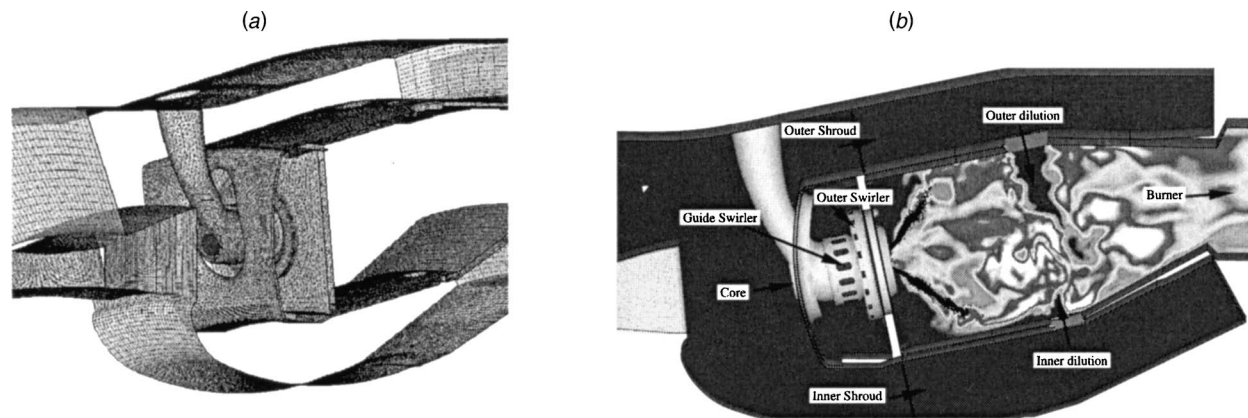 (a)
(b)
Outer Shroud
Outer dilution
Outer Swirler
Burner
Guide Swirler
Core
Inner dilution
Inner Shroud